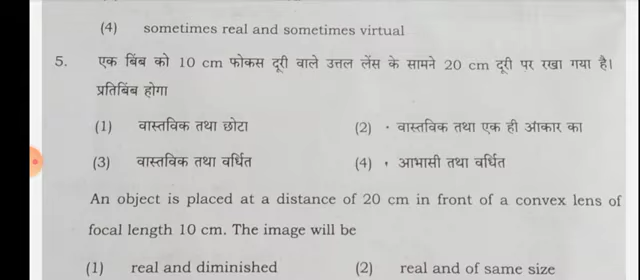 (4) sometimes real and sometimes virtual
5. एक बिंब को 10 cm फोकस दूरी वाले उत्तल लेंस के सामने 20 cm दूरी पर रखा गया है।
प्रतिबिंब होगा
(1) वास्तविक तथा छोटा (2) वास्तविक तथा एक ही आकार का
(3) वास्तविक तथा वर्धित (4) आभासी तथा वर्धित
An object is placed at a distance of 20 cm in front of a convex lens of
focal length 10 cm. The image will be
(1) real and diminished (2) real and of same size